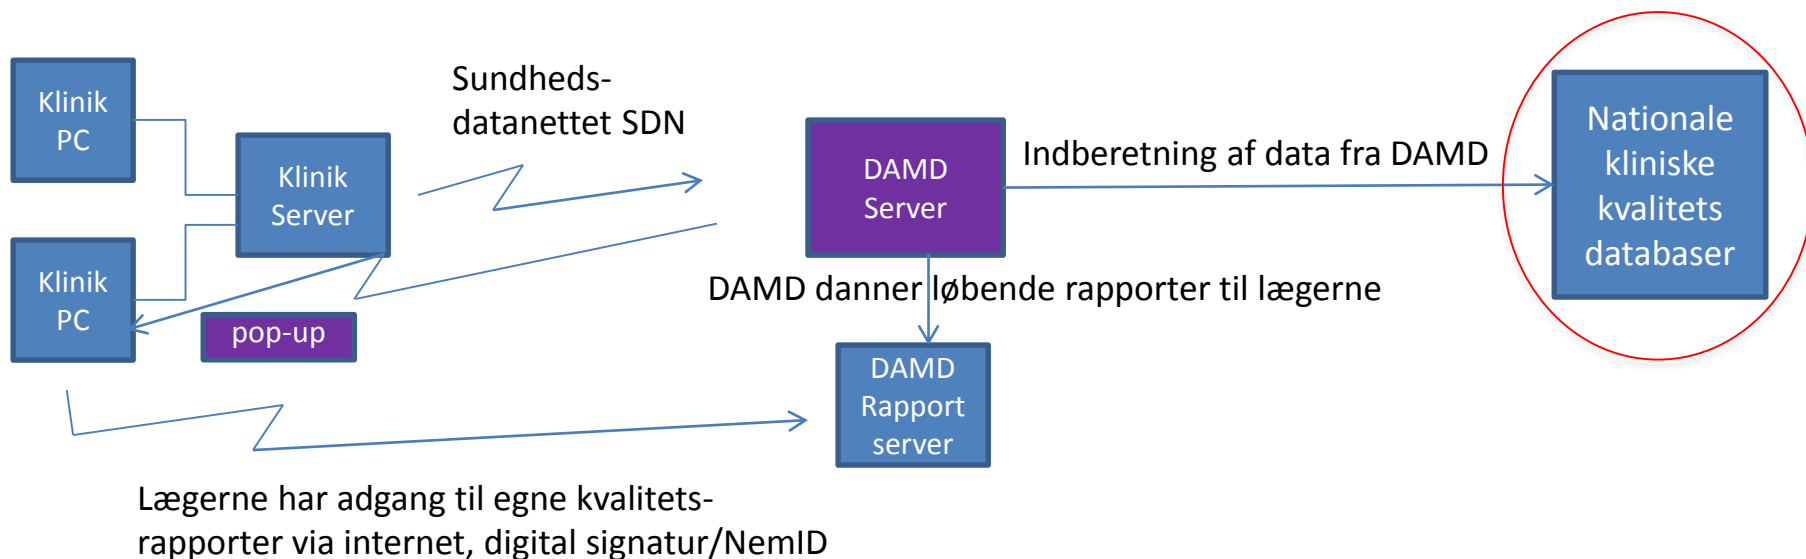 Klinik
PC
Klinik
Server
Klinik
PC
pop-up
Sundheds-
datanettet SDN
DAMD
Server
Indberetning af data fra DAMD
Nationale
kliniske
kvalitets
databaser
DAMD danner løbende rapporter til lægerne
DAMD
Rapport
server
Lægerne har adgang til egne kvalitets-
rapporter via internet, digital signatur/NemID